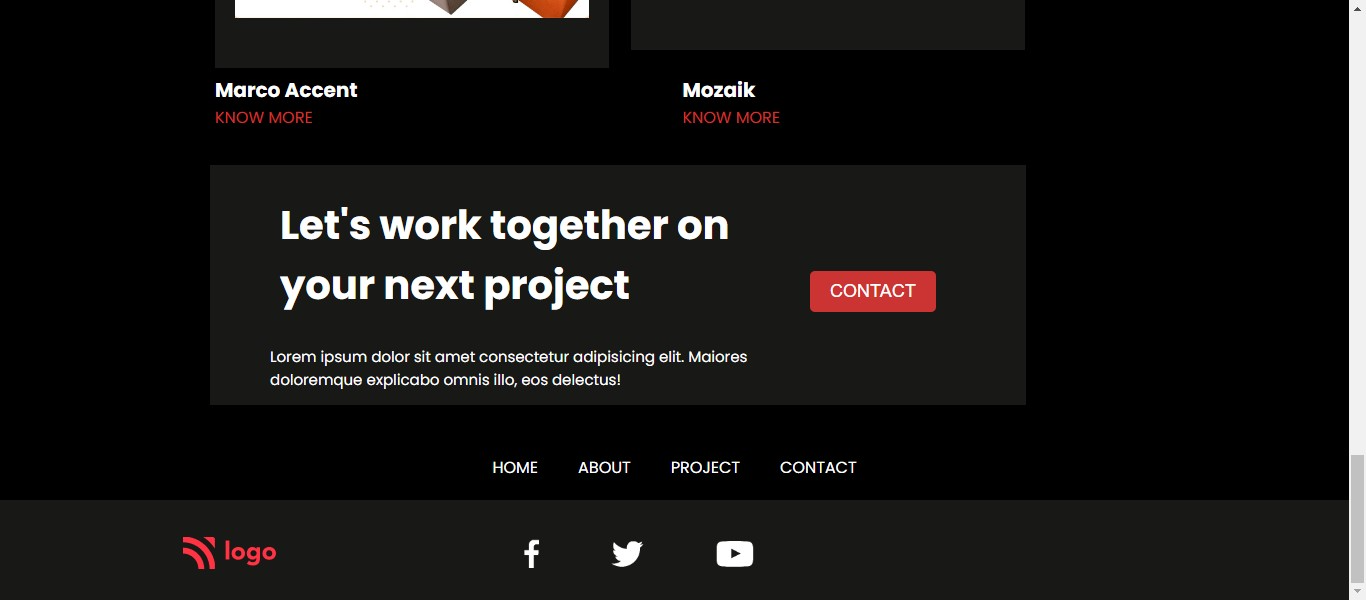 Marco Accent
Mozaik
KNOW MORE
KNOW MORE
Let's work together on
your next project
CONTACT
Lorem ipsum dolor sit amet consectetur adipisicing elit. Maiores
doloremque explicabo omnis illo, eos delectus!
HOME
ABOUT
PROJECT
CONTACT
logo